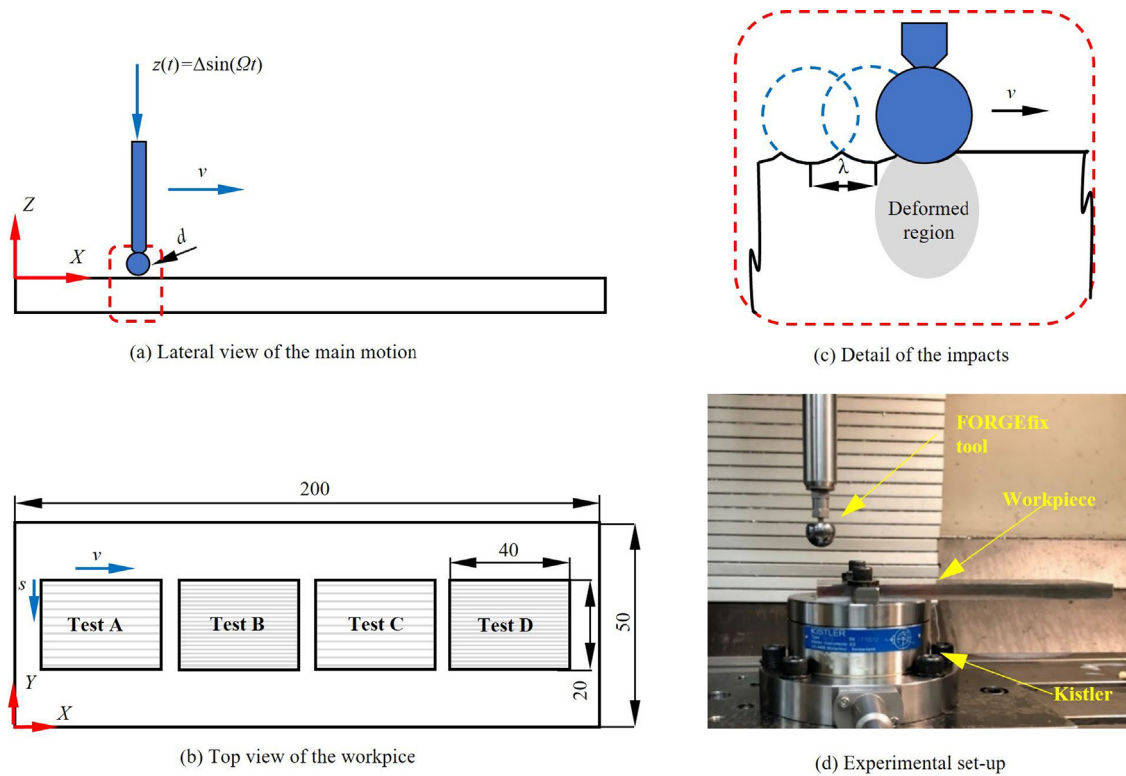 z(t)=Δsin(Ωt)
v
Z
d
X
(a) Lateral view of the main motion
v
λ
Deformed
region
(c) Detail of the impacts
200
v
40
s
Test A
Test B
Test C
Test D
50
20
Y
X
(b) Top view of the workpice
FORGEfix
tool
Workpiece
KISTLER
Kistler
(d) Experimental set-up